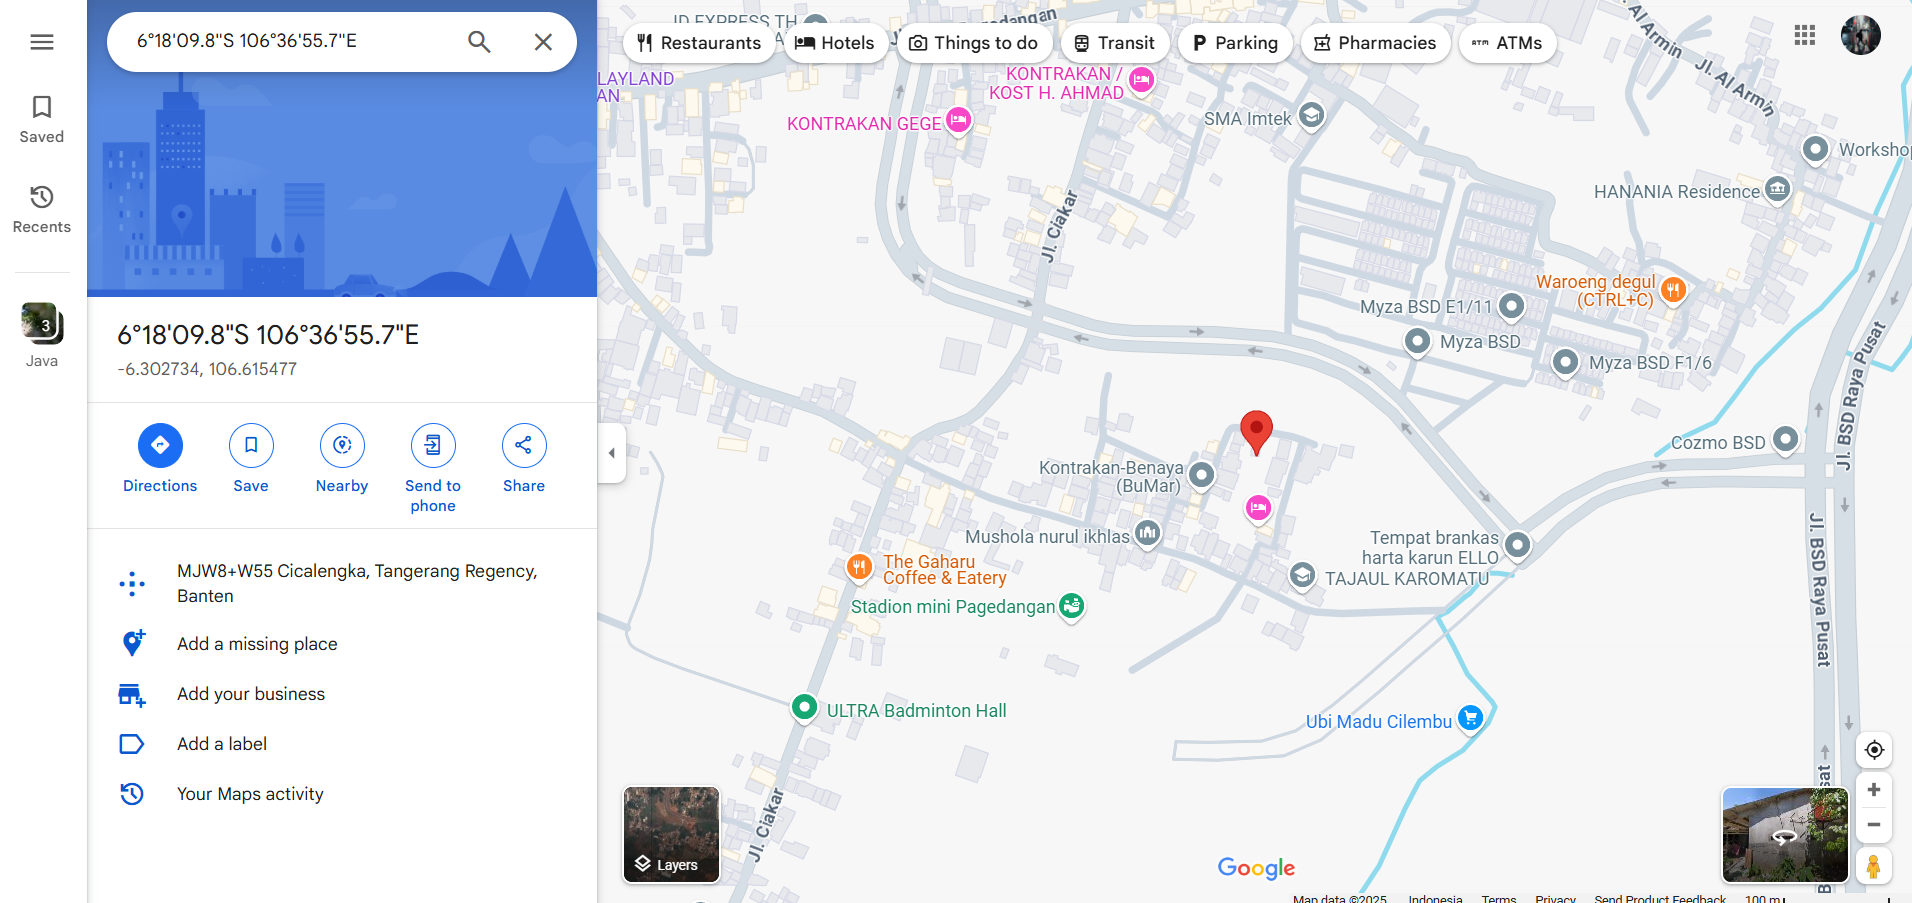 6°18'09.8"S 106°36'55.7"E
Saved
Recents
3
Java
6°18'09.8"S 106°36'55.7"E
-6.302734, 106.615477
Directions
Save
Nearby
Send to
phone
Share
MJW8+W55 Cicalengka, Tangerang Regency,
Banten
Add a missing place
Add your business
Add a label
Your Maps activity
Restaurants
Hotels
Things to do
Transit
P Parking
Pharmacies
ATM ATMs
ID EXPRESS TH
LAYLAND
AN
KONTRAKAN /
KOST H. AHMAD
KONTRAKAN GEGE
SMA Imtek
Jl. Al Armin
Workshop
HANANIA Residence
Jl. Ciakar
Waroeng degul
(CTRL+C)
Myza BSD E1/11
Myza BSD
Myza BSD F1/6
Jl. BSD Raya Pusat
Cozmo BSD
Kontrakan-Benaya
(BuMar)
Mushola nurul ikhlas
Tempat brankas
harta karun ELLO
TAJAUL KAROMATU
The Gaharu
Coffee & Eatery
Stadion mini Pagedangan
Jl. BSD Raya Pusat
ULTRA Badminton Hall
Ubi Madu Cilembu
Jl. Ciakar
Layers
Google
Map data ©2025
Indonesia
Terms
Privacy
Send Product Feedback
100 m